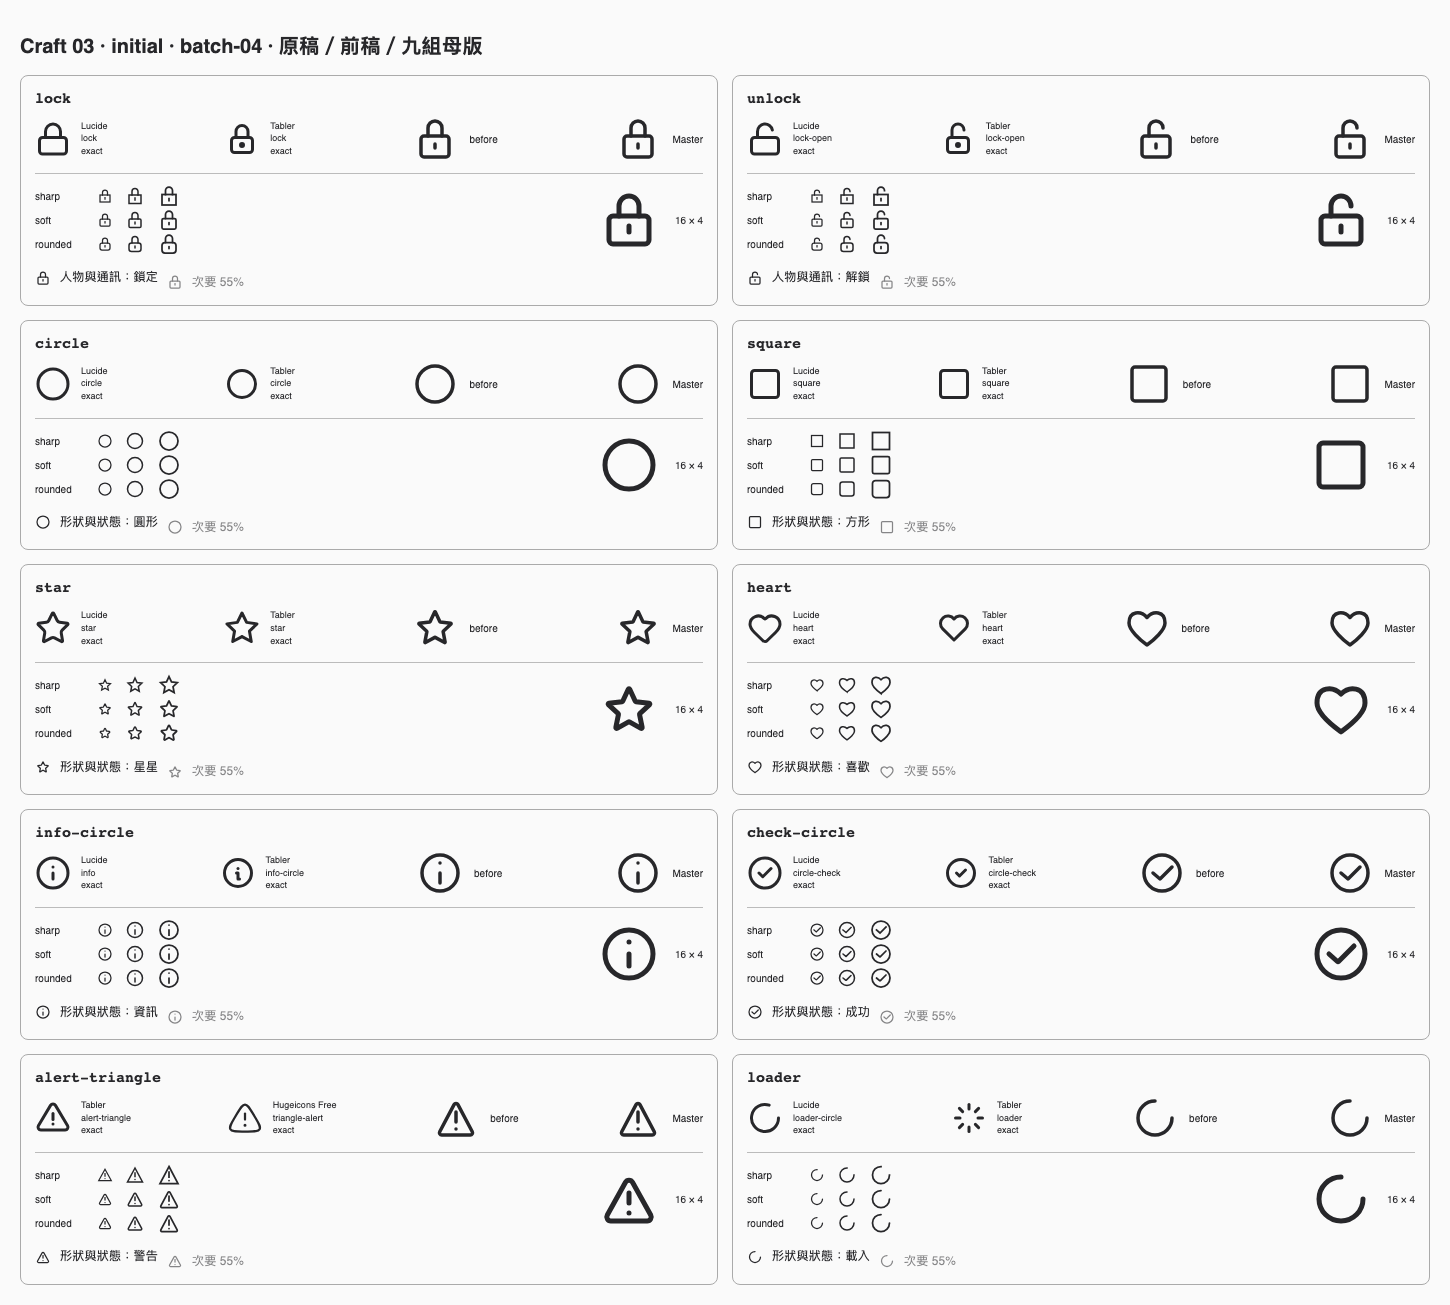 Craft 03 · initial · batch-04 · 原稿 / 前稿 / 九組母版
lock
Lucide
lock
exact
Tabler
lock
exact
before
Master
sharp
soft
rounded
16 × 4
人物與通訊：鎖定
次要 55%
unlock
Lucide
lock-open
exact
Tabler
lock-open
exact
before
Master
sharp
soft
rounded
16 × 4
人物與通訊：解鎖
次要 55%
circle
Lucide
circle
exact
Tabler
circle
exact
before
Master
sharp
soft
rounded
16 × 4
形狀與狀態：圓形
次要 55%
square
Lucide
square
exact
Tabler
square
exact
before
Master
sharp
soft
rounded
16 × 4
形狀與狀態：方形
次要 55%
star
Lucide
star
exact
Tabler
star
exact
before
Master
sharp
soft
rounded
16 × 4
形狀與狀態：星星
次要 55%
heart
Lucide
heart
exact
Tabler
heart
exact
before
Master
sharp
soft
rounded
16 × 4
形狀與狀態：喜歡
次要 55%
info-circle
Lucide
info
exact
Tabler
info-circle
exact
before
Master
sharp
soft
rounded
16 × 4
形狀與狀態：資訊
次要 55%
check-circle
Lucide
circle-check
exact
Tabler
circle-check
exact
before
Master
sharp
soft
rounded
16 × 4
形狀與狀態：成功
次要 55%
alert-triangle
Tabler
alert-triangle
exact
Hugeicons Free
triangle-alert
exact
before
Master
sharp
soft
rounded
16 × 4
形狀與狀態：警告
次要 55%
loader
Lucide
loader-circle
exact
Tabler
loader
exact
before
Master
sharp
soft
rounded
16 × 4
形狀與狀態：載入
次要 55%